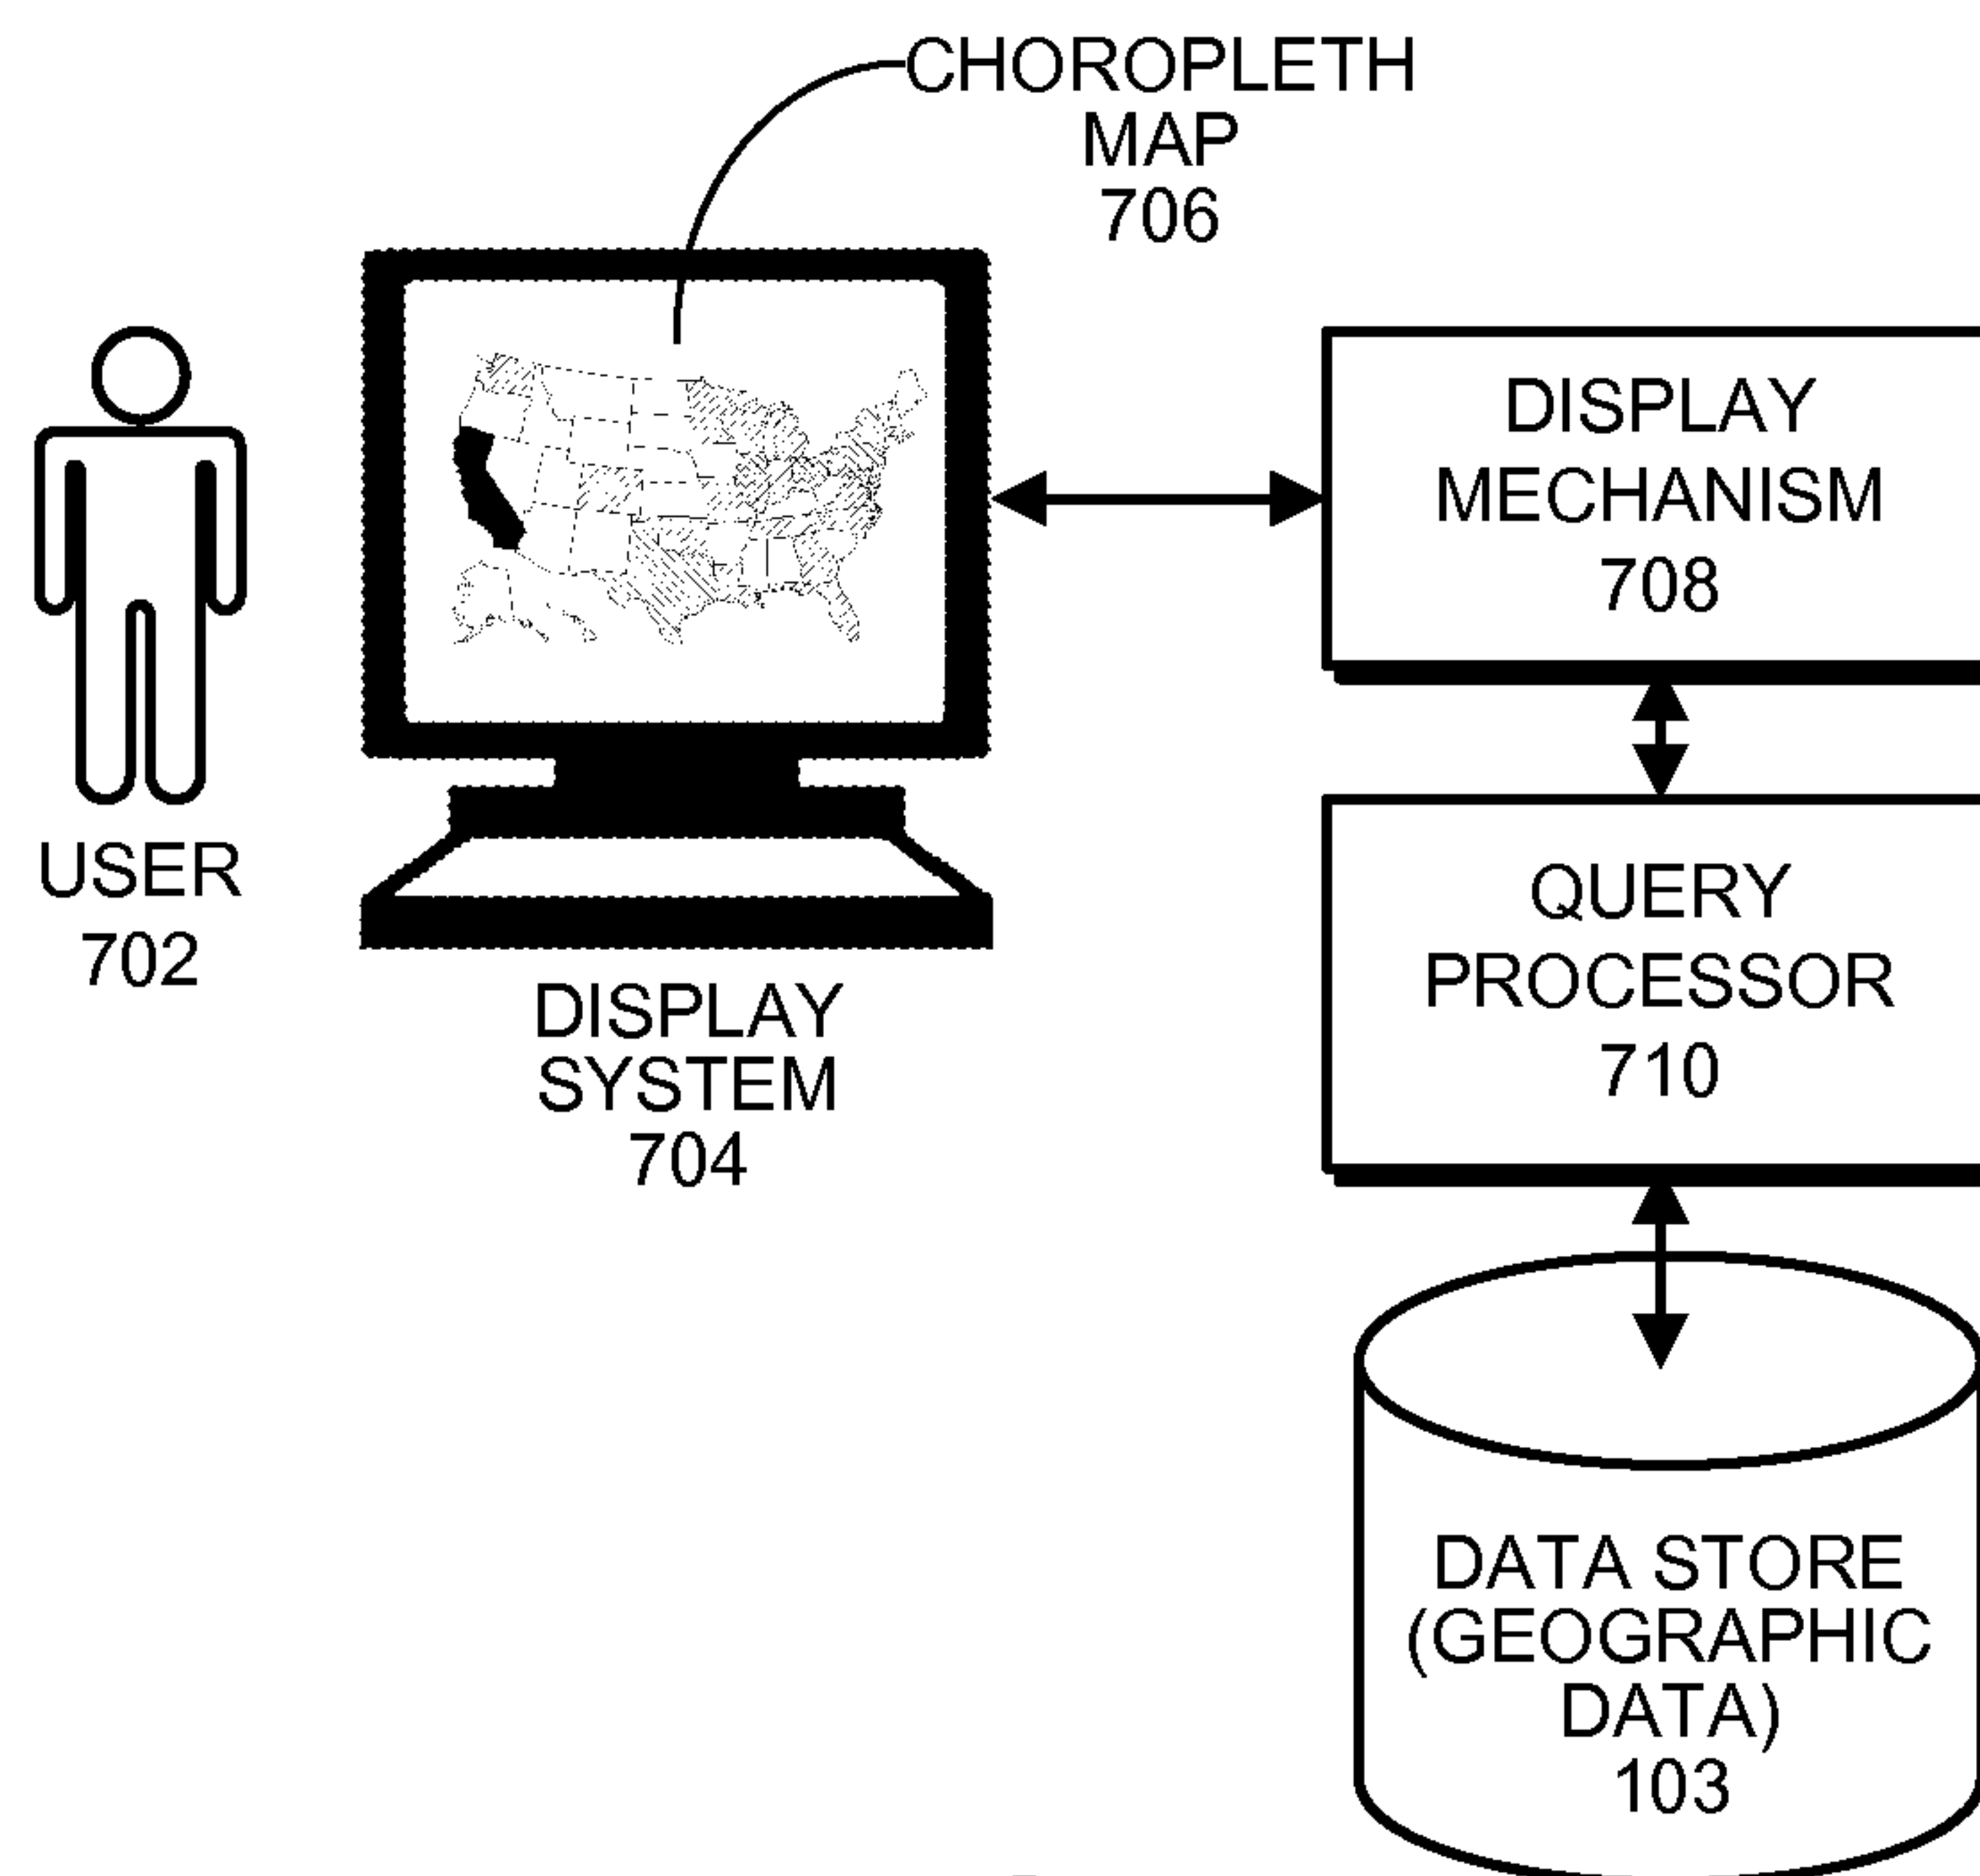 CHOROPLETH
MAP
706
DISPLAY
MECHANISM
708
USER
702
DISPLAY
SYSTEM
704
QUERY
PROCESSOR
710
DATA STORE
(GEOGRAPHIC
DATA)
103